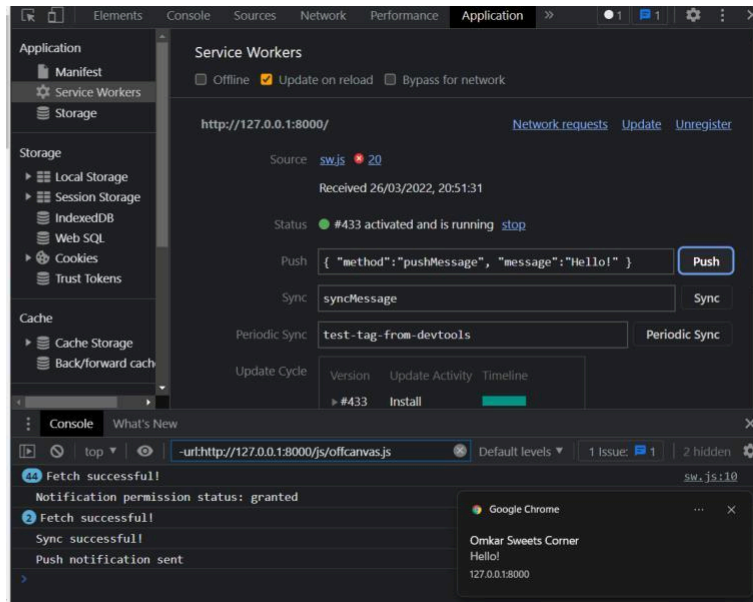 Elements Console Sources Network Performance Application » 1 1
Application
Manifest
Service Workers
Storage
Storage
Local Storage
Session Storage
IndexedDB
Web SQL
Cookies
Trust Tokens
Cache
Cache Storage
Back/forward cach
Service Workers
Offline Update on reload Bypass for network
http://127.0.0.1:8000/ Network requests Update Unregister
Source sw.js 20
Received 26/03/2022, 20:51:31
Status #433 activated and is running stop
Push { "method":"pushMessage", "message":"Hello!" } Push
Sync syncMessage Sync
Periodic Sync test-tag-from-devtools Periodic Sync
Update Cycle Version Update Activity Timeline
#433 Install
Console What's New
top -url:http://127.0.0.1:8000/js/offcanvas.js Default levels 1 Issue: 1 2 hidden
44 Fetch successful! sw.js:10
Notification permission status: granted
2 Fetch successful!
Sync successful!
Push notification sent
>
Google Chrome
Omkar Sweets Corner
Hello!
127.0.0.1:8000